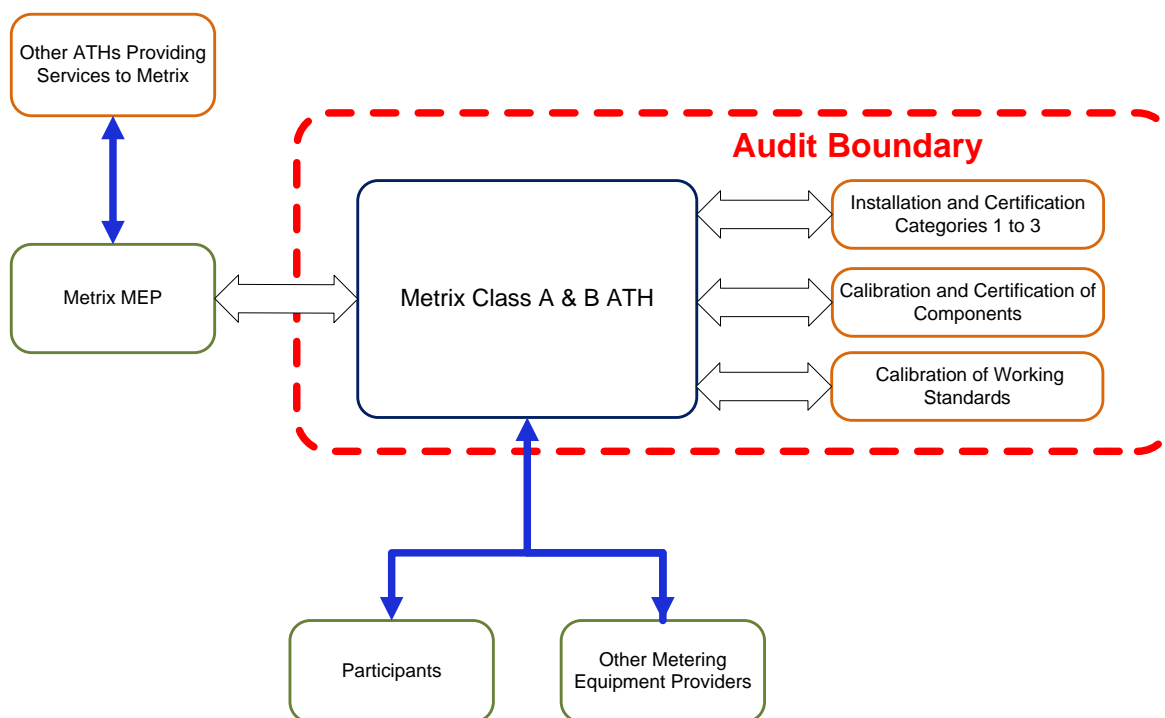 Other ATHs Providing
Services to Metrix
Audit Boundary
Installation and Certification
Categories 1 to 3
Metrix MEP
Metrix Class A & B ATH
Calibration and Certification of
Components
Calibration of Working
Standards
Participants
Other Metering
Equipment Providers